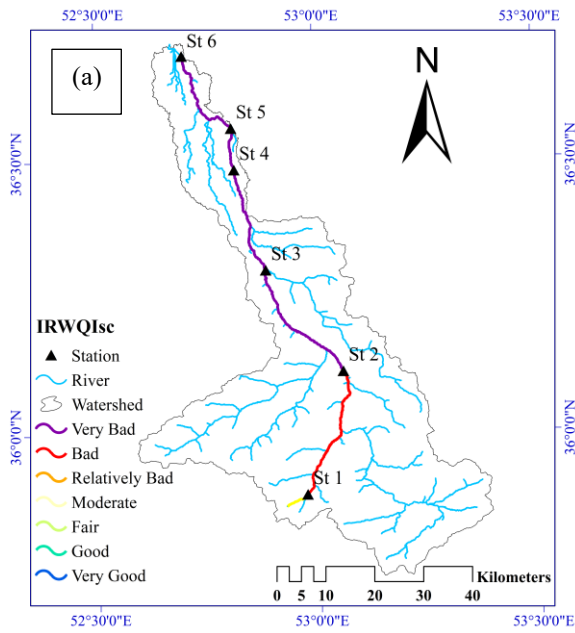 52°30'0"E 53°0'0"E 53°30'0"E
(a)
St 6
N
St 5
36°30'0"N
St 4
36°30'0"N
St 3
IRWQIsc
Station
River
St 2
Watershed
Very Bad
36°0'0"N
36°0'0"N
Bad
Relatively Bad
St 1
Moderate
Fair
Good
Kilometers
Very Good
0 5 10 20 30 40
52°30'0"E 53°0'0"E 53°30'0"E